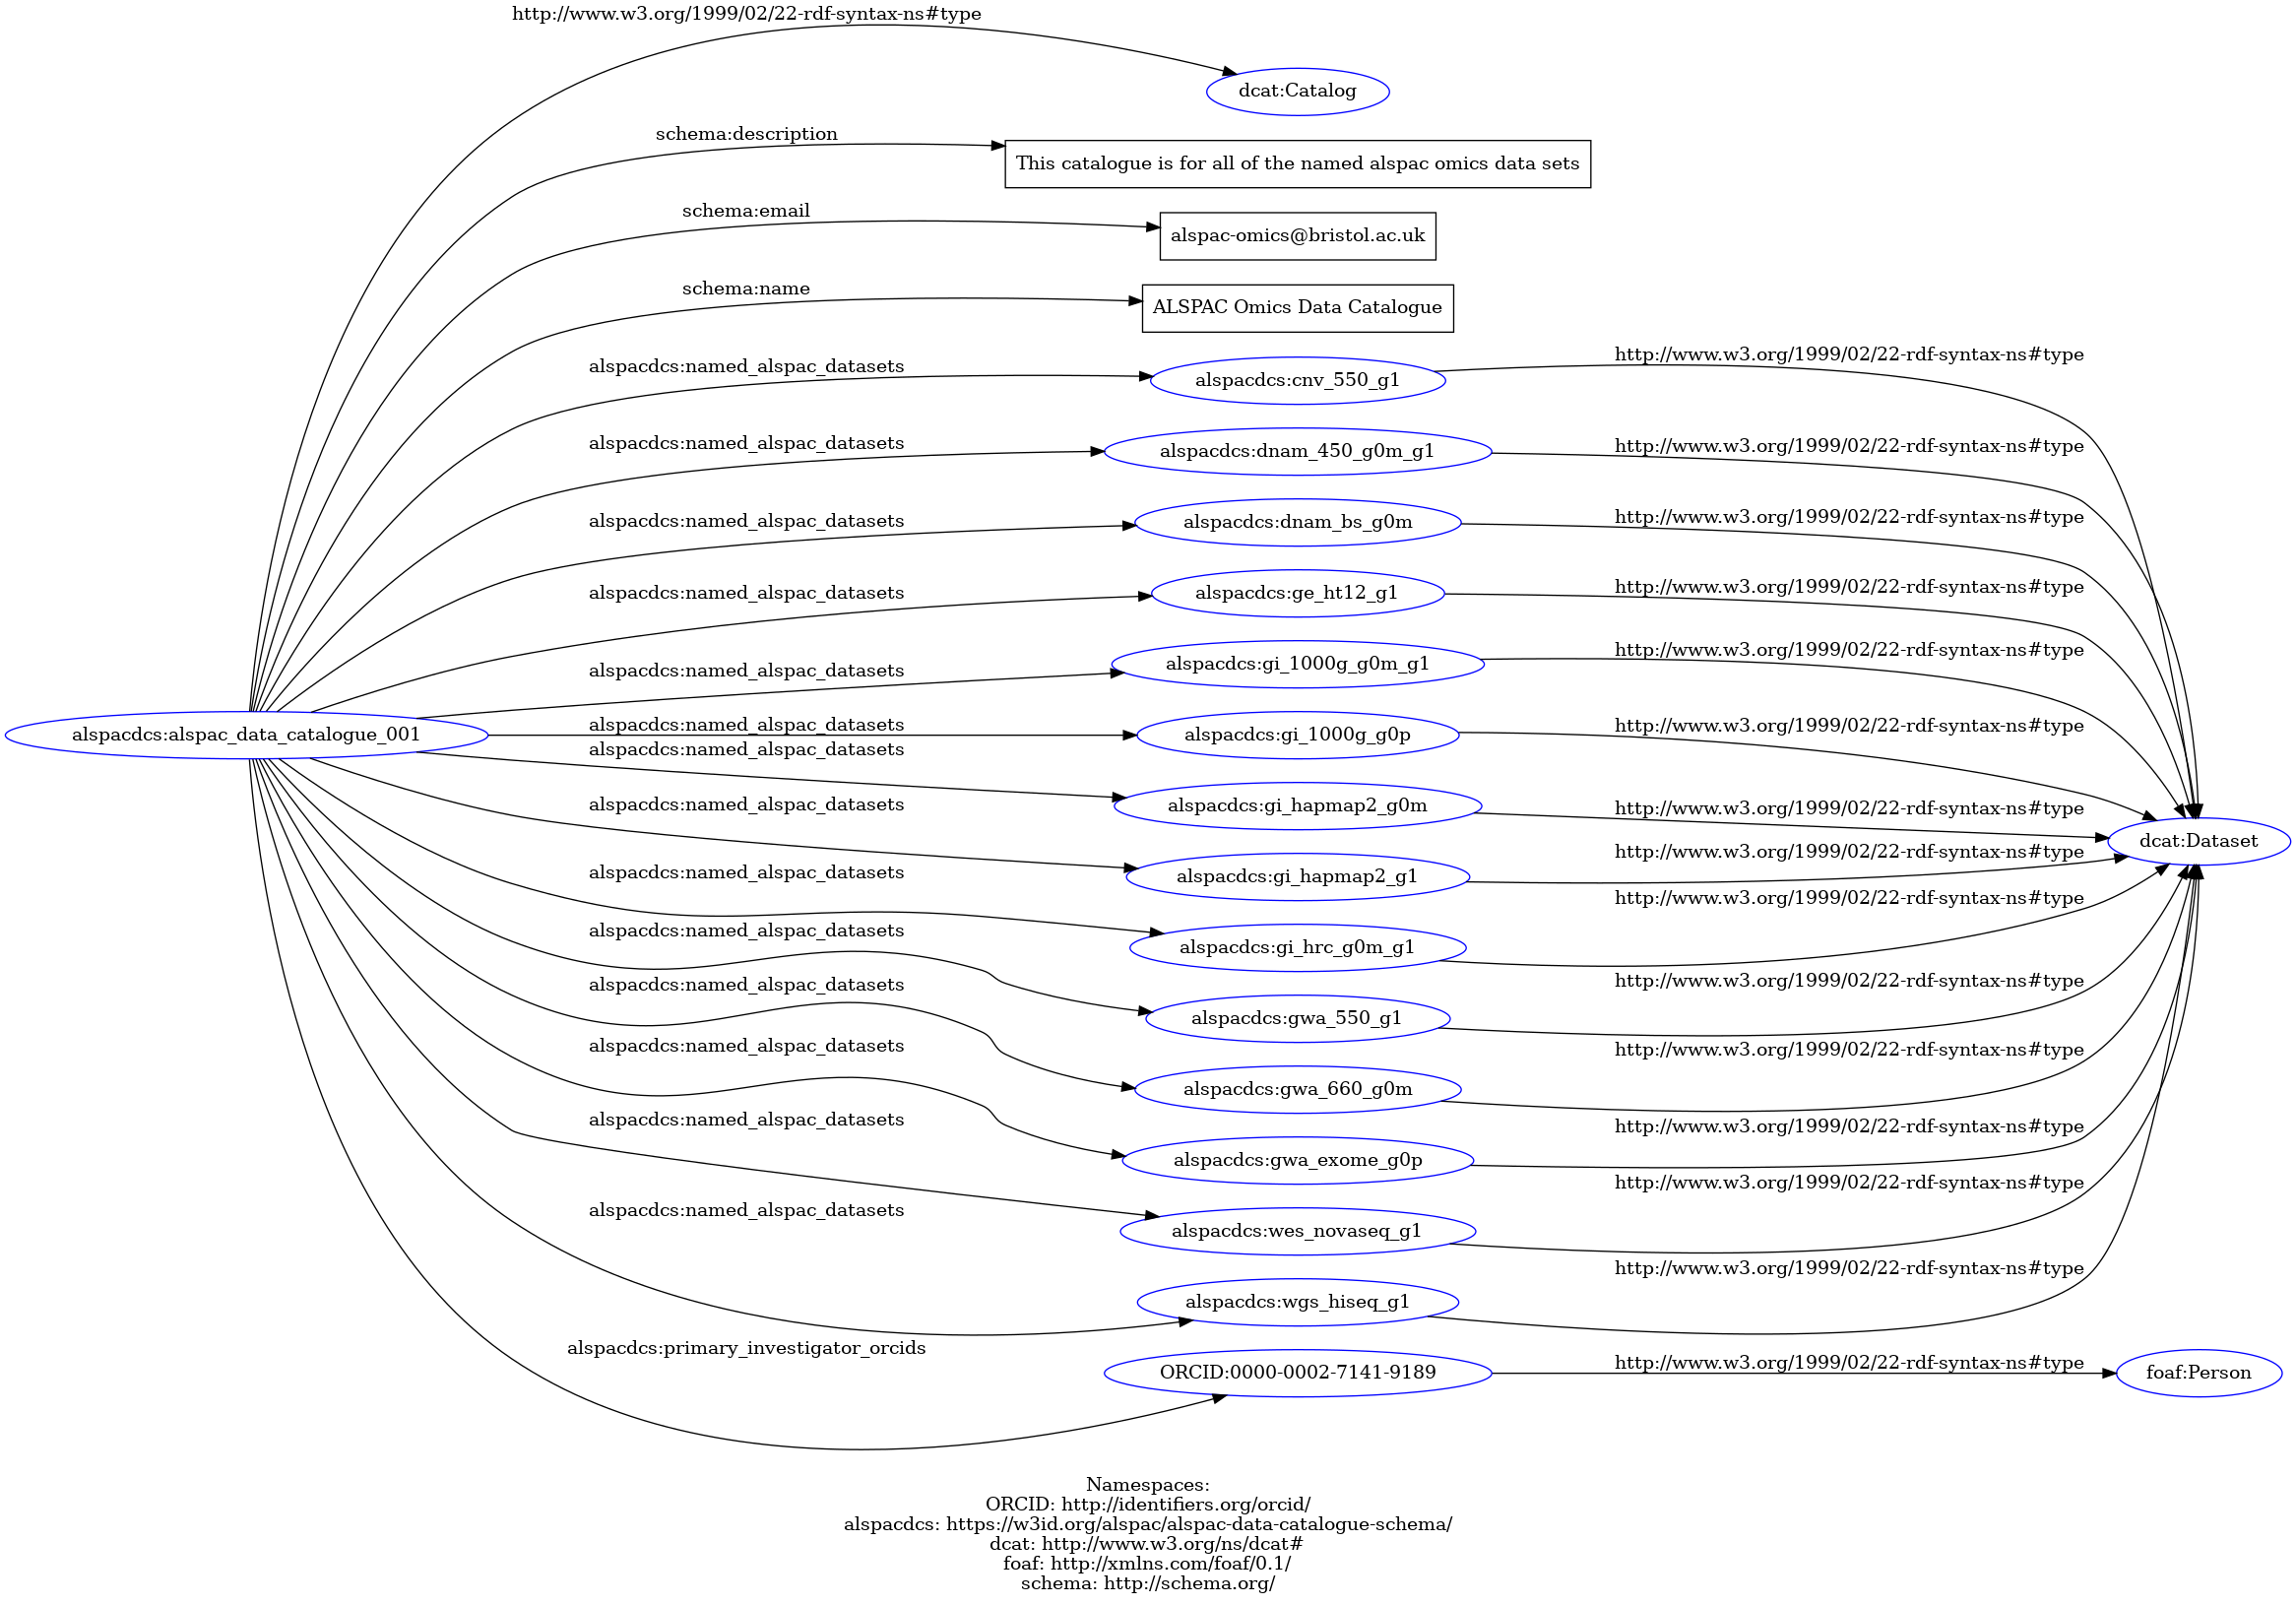 http://www.w3.org/1999/02/22-rdf-syntax-ns#type
dcat:Catalog
schema:description
This catalogue is for all of the named alspac omics data sets
schema:email
alspac-omics@bristol.ac.uk
schema:name
ALSPAC Omics Data Catalogue
alspacdcs:named_alspac_datasets
alspacdcs:cnv_550_g1
http://www.w3.org/1999/02/22-rdf-syntax-ns#type
alspacdcs:named_alspac_datasets
alspacdcs:dnam_450_g0m_g1
http://www.w3.org/1999/02/22-rdf-syntax-ns#type
alspacdcs:named_alspac_datasets
alspacdcs:dnam_bs_g0m
http://www.w3.org/1999/02/22-rdf-syntax-ns#type
alspacdcs:named_alspac_datasets
alspacdcs:ge_ht12_g1
http://www.w3.org/1999/02/22-rdf-syntax-ns#type
alspacdcs:named_alspac_datasets
alspacdcs:gi_1000g_g0m_g1
http://www.w3.org/1999/02/22-rdf-syntax-ns#type
alspacdcs:alspac_data_catalogue_001
alspacdcs:named_alspac_datasets
alspacdcs:gi_1000g_g0p
http://www.w3.org/1999/02/22-rdf-syntax-ns#type
alspacdcs:named_alspac_datasets
alspacdcs:gi_hapmap2_g0m
http://www.w3.org/1999/02/22-rdf-syntax-ns#type
dcat:Dataset
alspacdcs:named_alspac_datasets
alspacdcs:gi_hapmap2_g1
http://www.w3.org/1999/02/22-rdf-syntax-ns#type
alspacdcs:named_alspac_datasets
alspacdcs:gi_hrc_g0m_g1
http://www.w3.org/1999/02/22-rdf-syntax-ns#type
alspacdcs:named_alspac_datasets
alspacdcs:gwa_550_g1
http://www.w3.org/1999/02/22-rdf-syntax-ns#type
alspacdcs:named_alspac_datasets
alspacdcs:gwa_660_g0m
http://www.w3.org/1999/02/22-rdf-syntax-ns#type
alspacdcs:named_alspac_datasets
alspacdcs:gwa_exome_g0p
http://www.w3.org/1999/02/22-rdf-syntax-ns#type
alspacdcs:named_alspac_datasets
alspacdcs:wes_novaseq_g1
http://www.w3.org/1999/02/22-rdf-syntax-ns#type
alspacdcs:named_alspac_datasets
alspacdcs:wgs_hiseq_g1
http://www.w3.org/1999/02/22-rdf-syntax-ns#type
alspacdcs:primary_investigator_orcids
ORCID:0000-0002-7141-9189
http://www.w3.org/1999/02/22-rdf-syntax-ns#type
foaf:Person
Namespaces:
ORCID: http://identifiers.org/orcid/
alspacdcs: https://w3id.org/alspac/alspac-data-catalogue-schema/
dcat: http://www.w3.org/ns/dcat#
foaf: http://xmlns.com/foaf/0.1/
schema: http://schema.org/